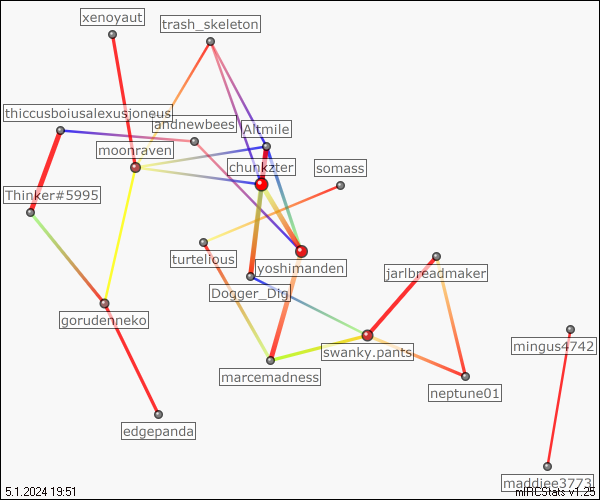 xenoyaut
trash_skeleton
thiccusboiusalexusjoneus
andnewbees
Altmile
moonraven
chunkzter
somass
Thinker#5995
turtelious
yoshimanden
jarlbreadmaker
Dogger_Dig
gorudenneko
swanky.pants
mingus4742
marcemadness
neptune01
edgepanda
maddiee3773
5.1.2024 19:51
mIRCStats v1.25